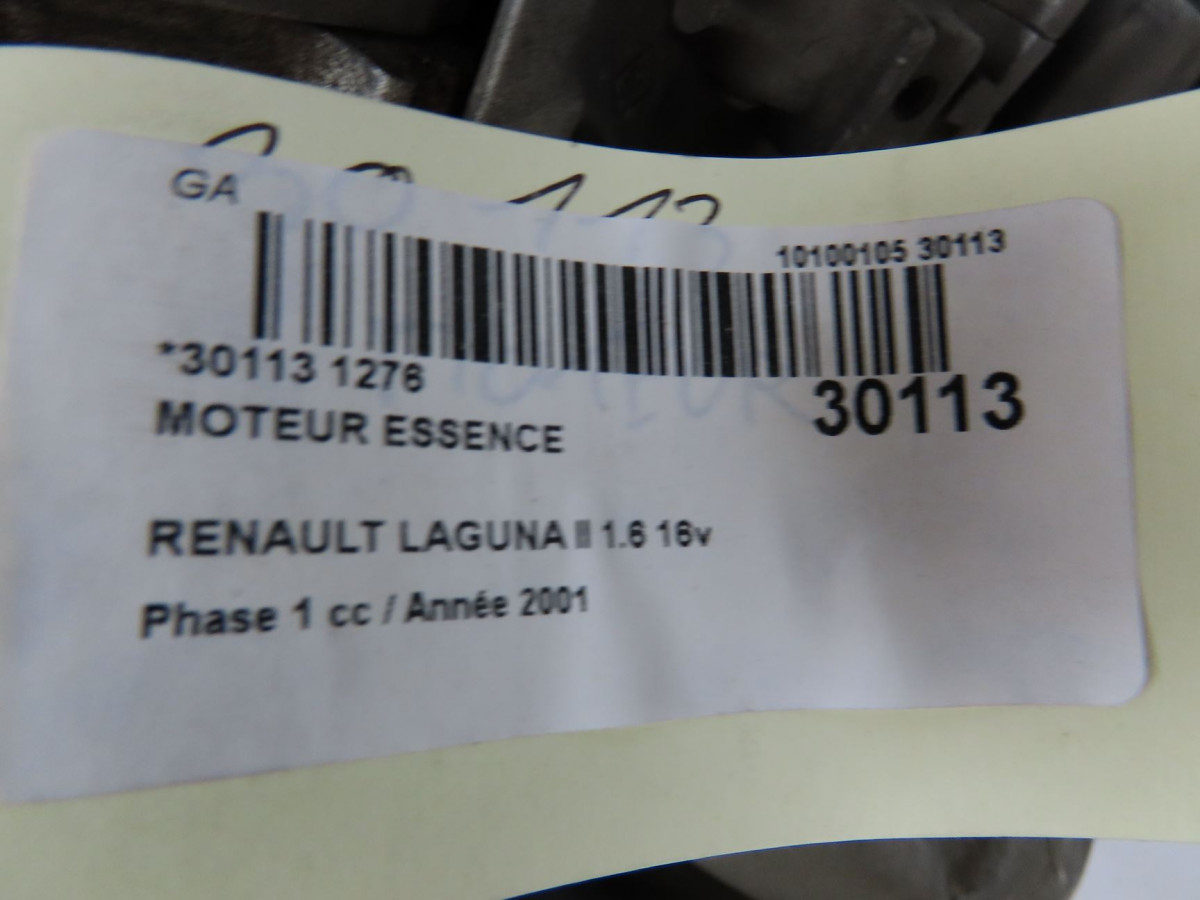 GA
10100105 30113
*30113 1276
30113
MOTEUR ESSENCE
RENAULT LAGUNA II 1.6 16v
Phase 1 cc / Année 2001